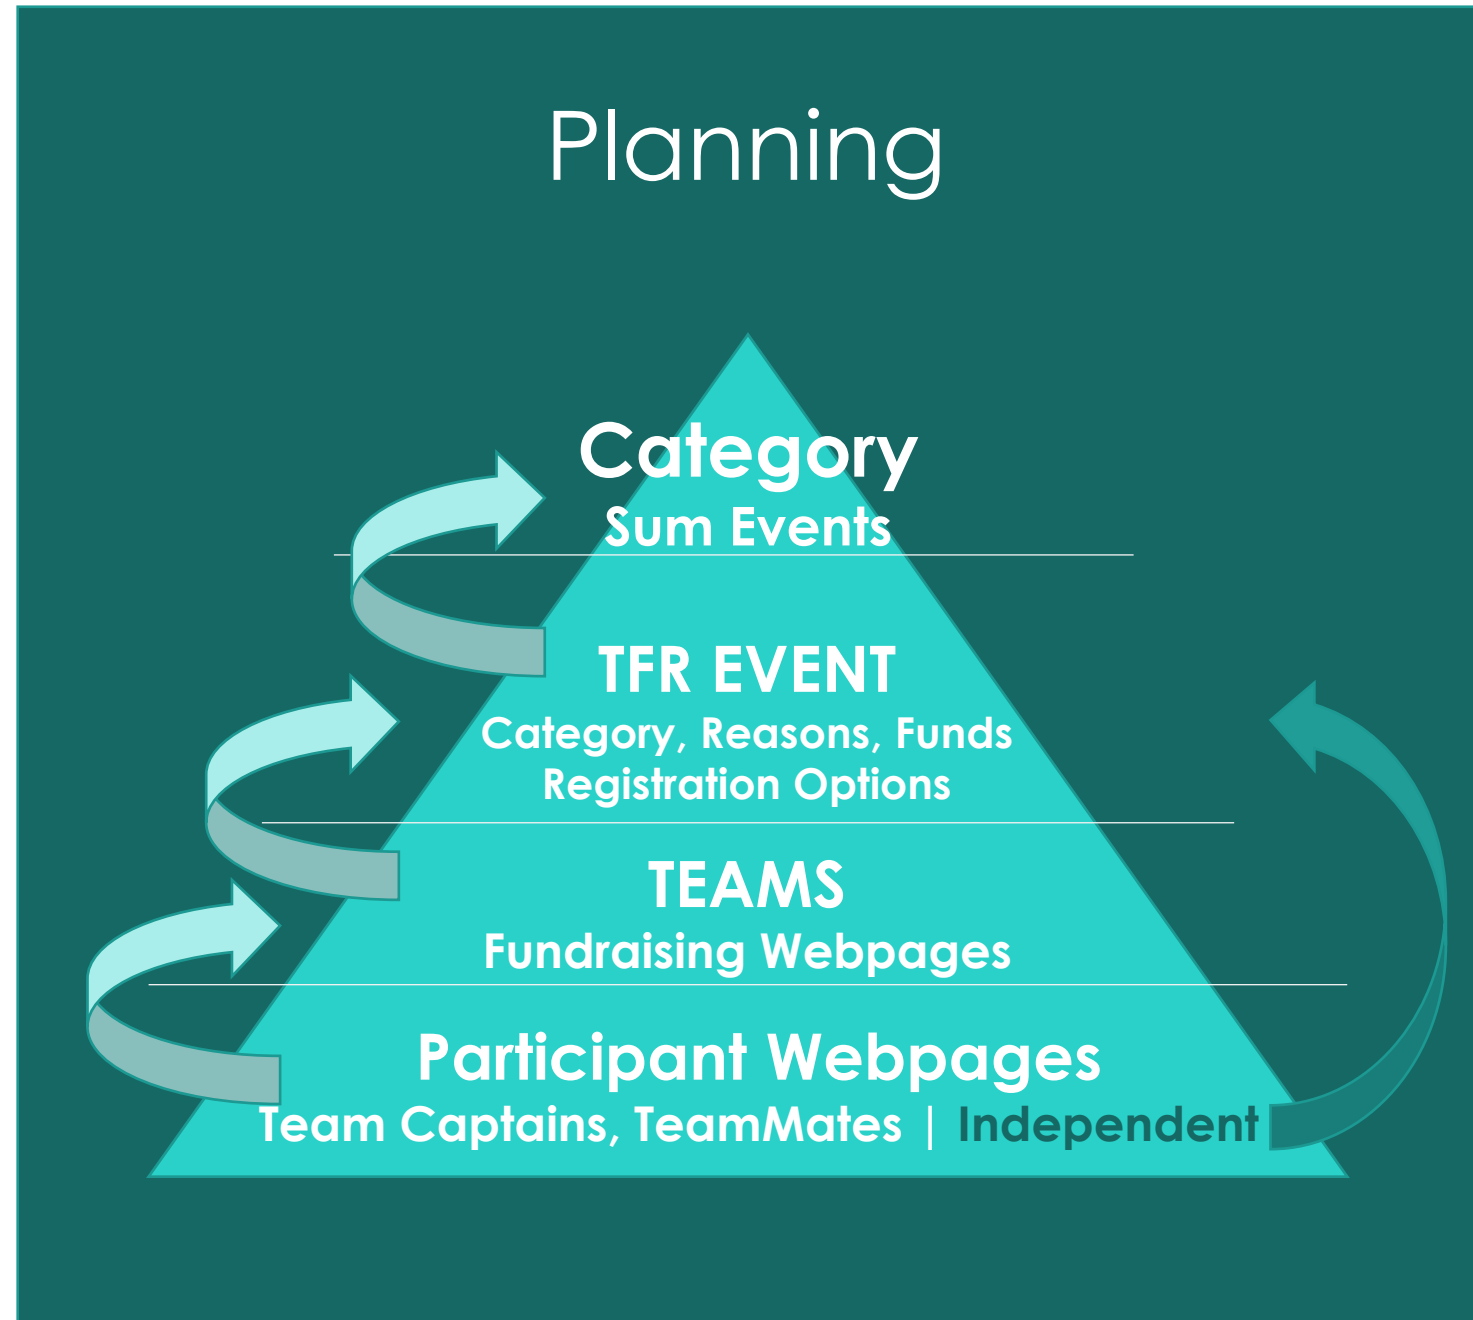 Planning
Category
Sum Events
TFR EVENT
Category, Reasons, Funds
Registration Options
TEAMS
Fundraising Webpages
Participant Webpages
Team Captains, TeamMates | Independent